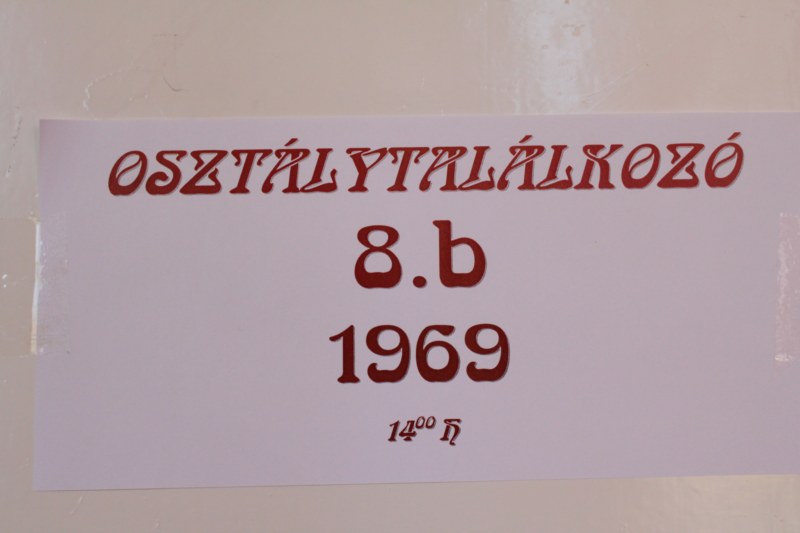 OSZTÁLYTALÁLKOZÓ
8.b
1969
14⁰⁰ h